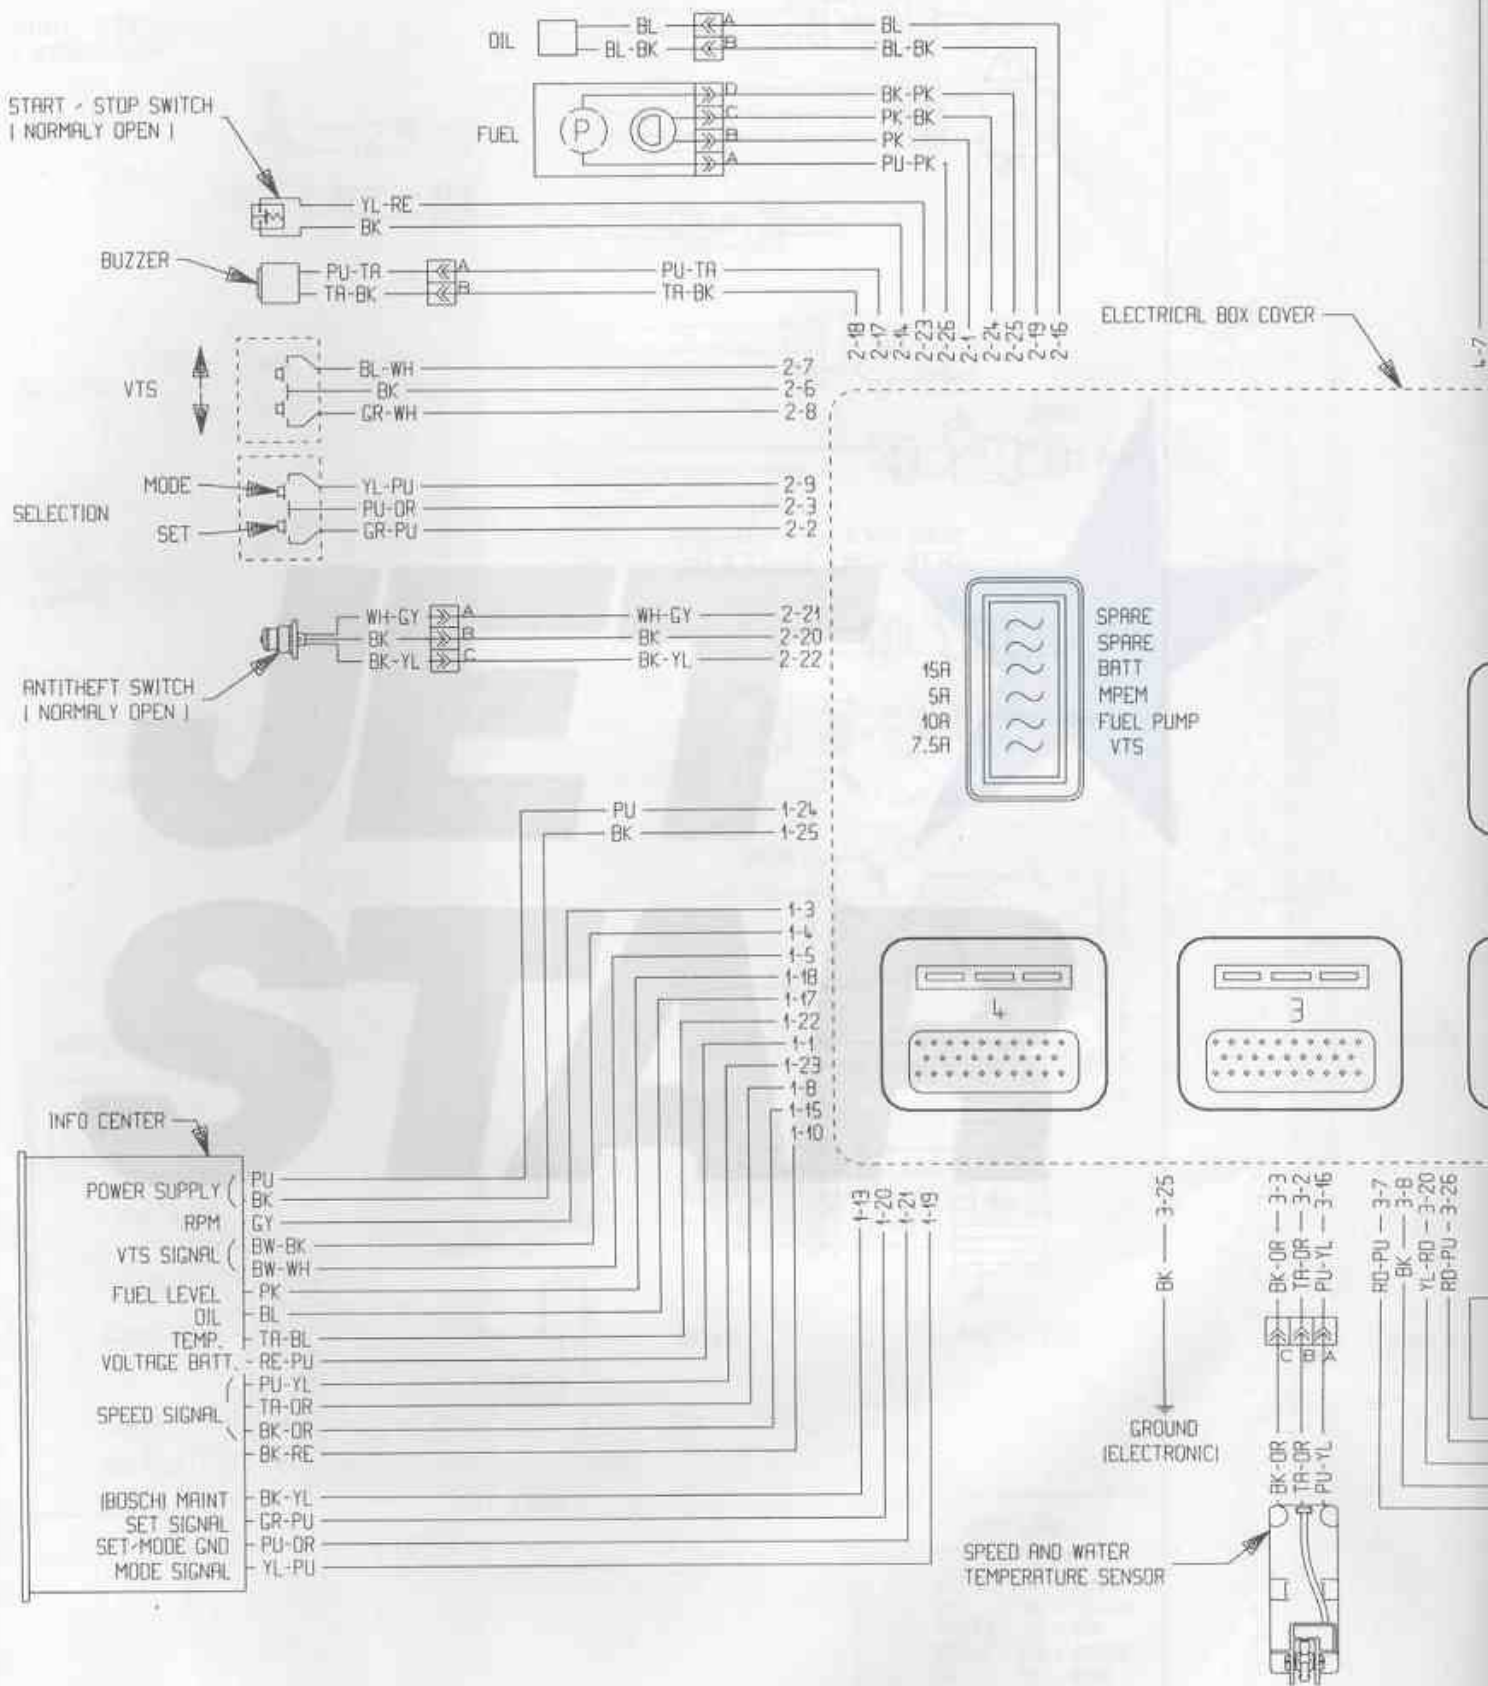 OIL
BL
BL-BK
A
B
BL
BL-BK
START - STOP SWITCH
( NORMALY OPEN )
FUEL
P
D
C
B
A
BK-PK
PK-BK
PK
PU-PK
YL-RE
BK
BUZZER
PU-TA
TA-BK
A
B
PU-TA
TA-BK
2-18
2-17
2-14
2-23
2-26
2-1
2-24
2-25
2-19
2-16
ELECTRICAL BOX COVER
4-7
VTS
BL-WH
BK
GR-WH
2-7
2-6
2-8
SELECTION
MODE
SET
YL-PU
PU-OR
GR-PU
2-9
2-3
2-2
WH-GY
BK
BK-YL
A
B
C
WH-GY
BK
BK-YL
2-21
2-20
2-22
ANTITHEFT SWITCH
( NORMALY OPEN )
SPARE
SPARE
15A BATT
5A MPEM
10A FUEL PUMP
7.5A VTS
JET
STAR
PU 1-24
BK 1-25
1-3
1-4
1-5
1-18
1-17
1-22
1-1
1-23
1-8
1-15
1-10
4
3
INFO CENTER
POWER SUPPLY ( PU
BK
RPM GY
VTS SIGNAL ( BW-BK
BW-WH
FUEL LEVEL PK
OIL BL
TEMP. TA-BL
VOLTAGE BATT. RE-PU
SPEED SIGNAL ( PU-YL
TA-OR
BK-OR
BK-RE
(BOSCH) MAINT BK-YL
SET SIGNAL GR-PU
SET-MODE GND PU-OR
MODE SIGNAL YL-PU
1-13
1-20
1-21
1-19
BK 3-25
GROUND
(ELECTRONIC)
BK-OR 3-3
TA-OR 3-2
PU-YL 3-16
C B A
BK-OR
TA-OR
PU-YL
RD-PU 3-7
BK 3-8
YL-RD 3-20
RD-PU 3-26
SPEED AND WATER
TEMPERATURE SENSOR